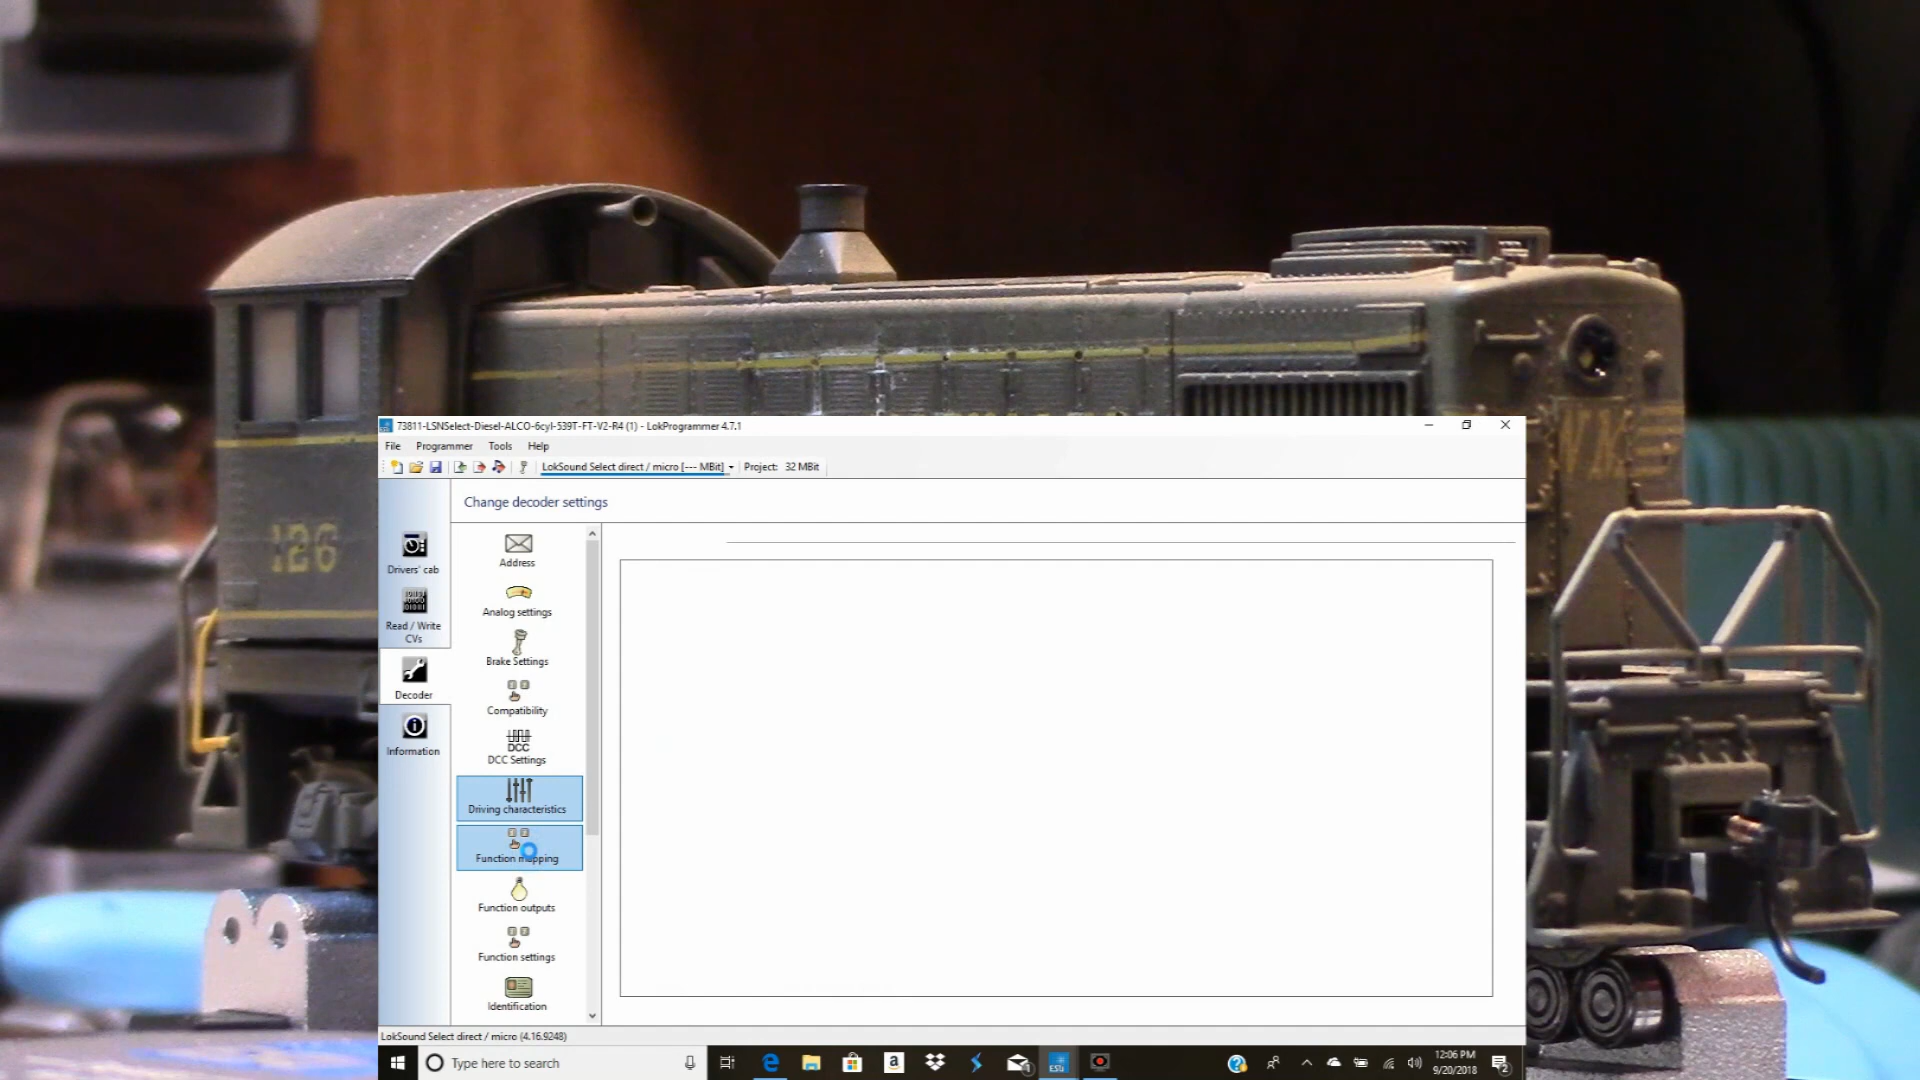 126
73811-LSNSelect-Diesel-ALCO-6cyl-539T-FT-V2-R4 (1) - LokProgrammer 4.7.1
File Programmer Tools Help
LokSound Select direct / micro [--- MBit] Project: 32 MBit
Change decoder settings
Drivers' cab
Read / Write
CVs
Decoder
Information
Address
Analog settings
Brake Settings
Compatibility
DCC
DCC Settings
Driving characteristics
Function mapping
Function outputs
Function settings
Identification
LokSound Select direct / micro (4.16.9248)
Type here to search
12:06 PM
9/20/2018